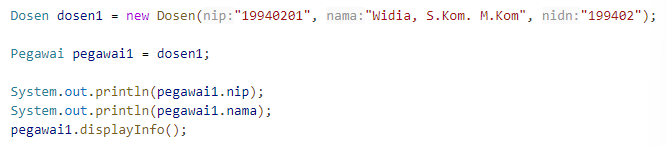 Dosen dosen1 = new Dosen(nip:"19940201", nama:"Widia, S.Kom. M.Kom", nidn:"199402");
Pegawai pegawai1 = dosen1;
System.out.println(pegawai1.nip);
System.out.println(pegawai1.nama);
pegawai1.displayInfo();